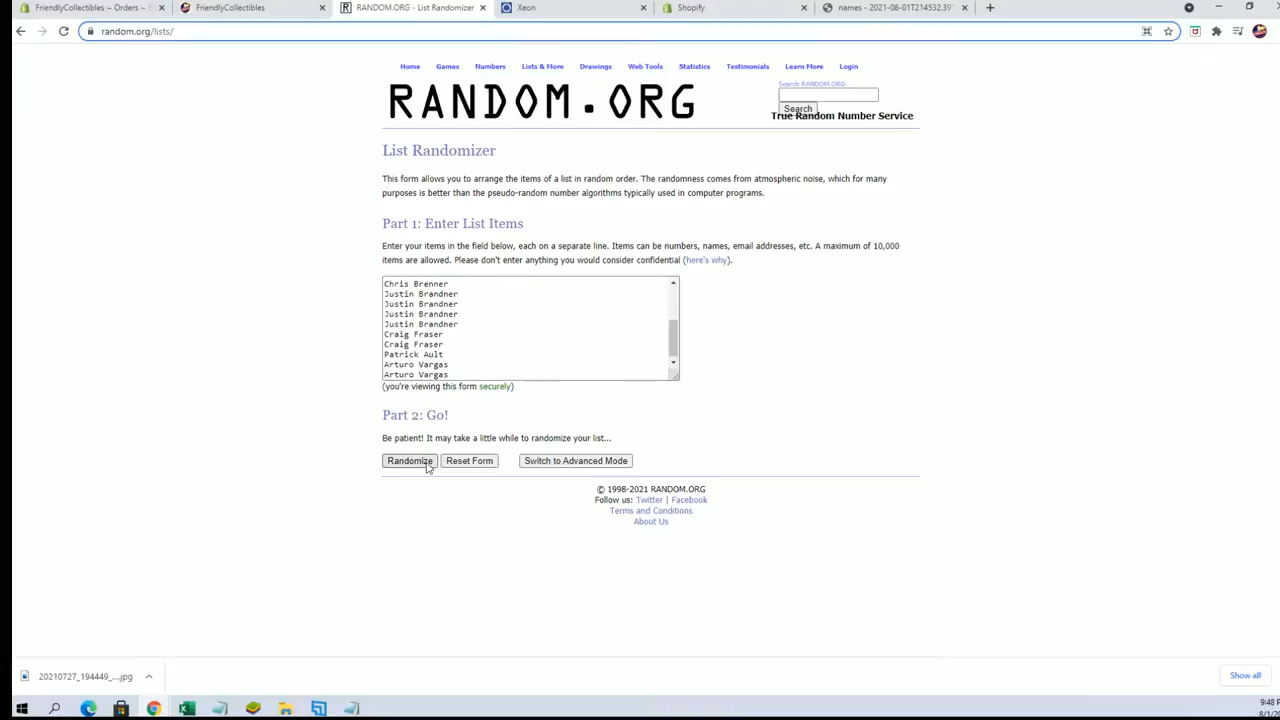 FriendlyCollectibles ~ Orders ~ S
FriendlyCollectibles
RANDOM.ORG - List Randomizer
Xeon
Shopify
names - 2021-08-01T214532.39
random.org/lists/
Home Games Numbers Lists & More Drawings Web Tools Statistics Testimonials Learn More Login
Search RANDOM.ORG
RANDOM.ORG
Search
True Random Number Service
List Randomizer
This form allows you to arrange the items of a list in random order. The randomness comes from atmospheric noise, which for many
purposes is better than the pseudo-random number algorithms typically used in computer programs.
Part 1: Enter List Items
Enter your items in the field below, each on a separate line. Items can be numbers, names, email addresses, etc. A maximum of 10,000
items are allowed. Please don't enter anything you would consider confidential (here's why).
Chris Brenner
Justin Brandner
Justin Brandner
Justin Brandner
Justin Brandner
Craig Fraser
Craig Fraser
Patrick Ault
Arturo Vargas
Arturo Vargas
(you're viewing this form securely)
Part 2: Go!
Be patient! It may take a little while to randomize your list...
Randomize Reset Form Switch to Advanced Mode
© 1998-2021 RANDOM.ORG
Follow us: Twitter | Facebook
Terms and Conditions
About Us
20210727_194449_....jpg
Show all
9:48 P
8/1/20